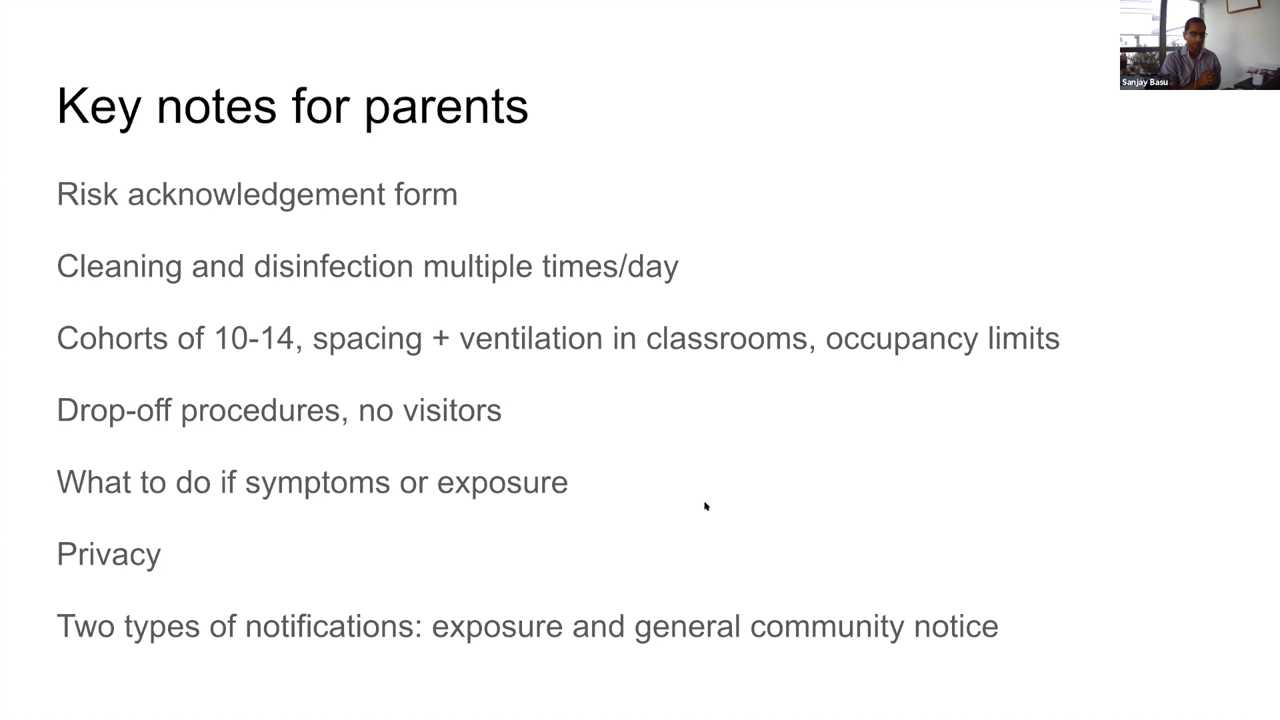 Sanjay Basu
Key notes for parents
Risk acknowledgement form
Cleaning and disinfection multiple times/day
Cohorts of 10-14, spacing + ventilation in classrooms, occupancy limits
Drop-off procedures, no visitors
What to do if symptoms or exposure
Privacy
Two types of notifications: exposure and general community notice